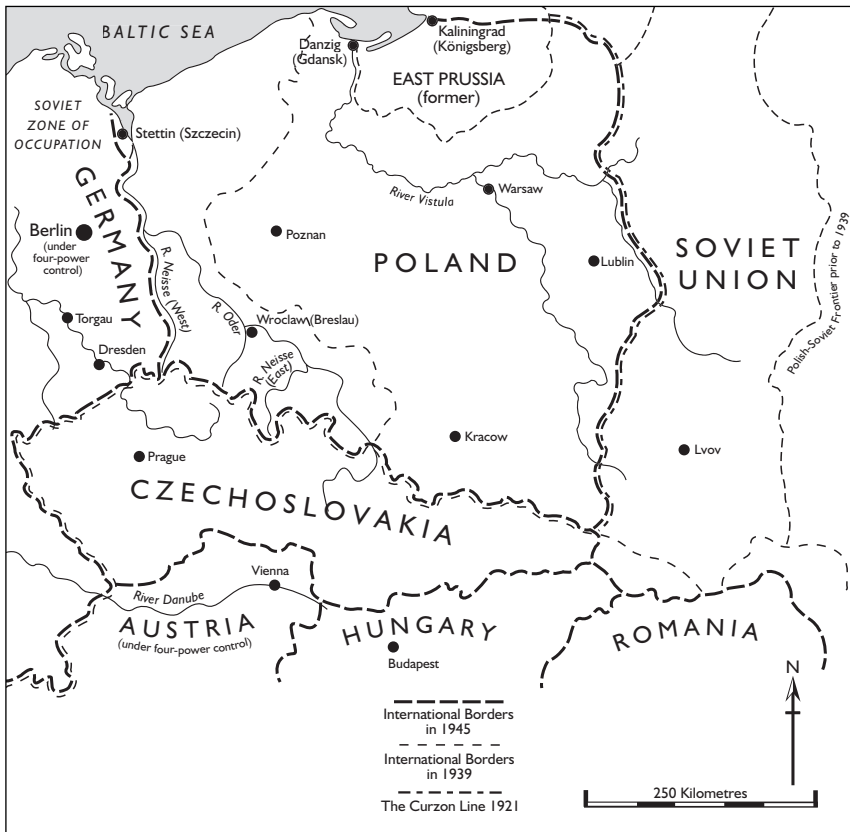 BALTIC SEA
Kaliningrad
(Königsberg)
Danzig
(Gdansk)
EAST PRUSSIA
(former)
SOVIET
ZONE OF
OCCUPATION
Stettin (Szczecin)
GERMANY
River Vistula
Warsaw
Berlin
(under
four-power
control)
Poznan
POLAND
Lublin
SOVIET
UNION
Polish-Soviet Frontier prior to 1939
R. Neisse (West)
R. Oder
Torgau
Wroclaw (Breslau)
Dresden
R. Neisse
(East)
Prague
Kracow
Lvov
CZECHOSLOVAKIA
Vienna
River Danube
AUSTRIA
(under four-power control)
HUNGARY
ROMANIA
Budapest
N
International Borders
in 1945
International Borders
in 1939
The Curzon Line 1921
250 Kilometres